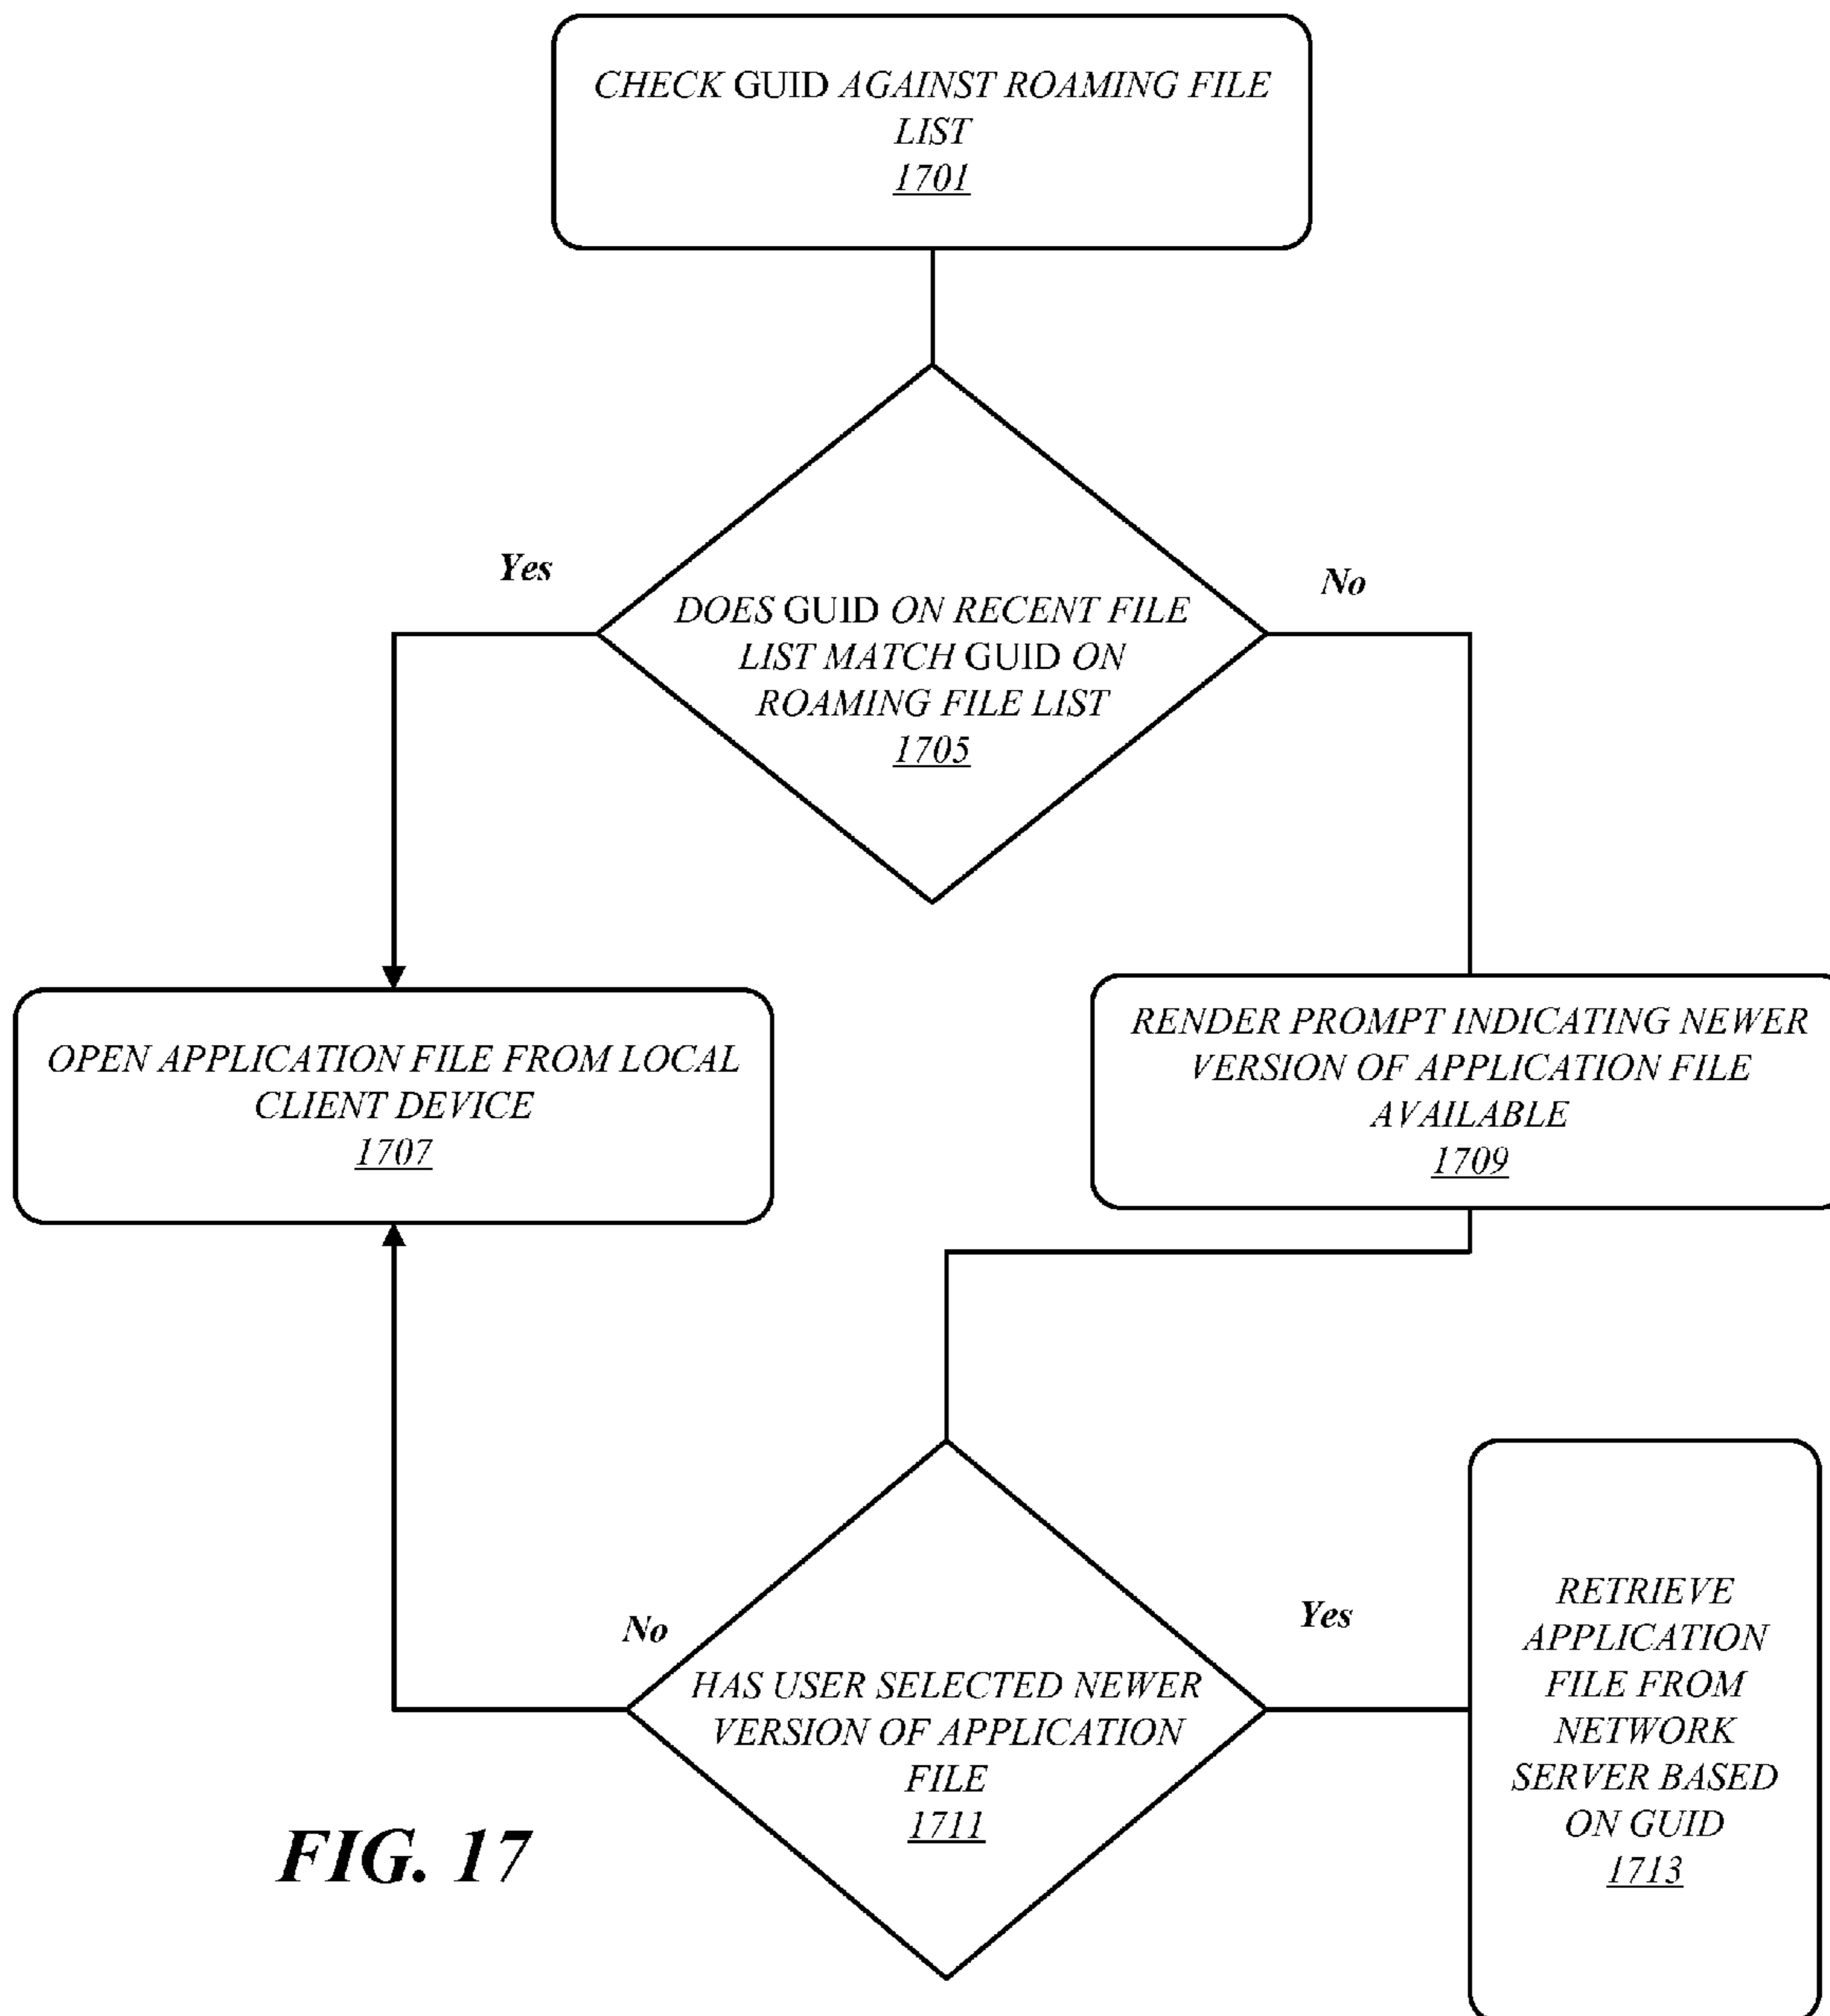 CHECK GUID AGAINST ROAMING FILE
LIST
1701
Yes
No
DOES GUID ON RECENT FILE
LIST MATCH GUID ON
ROAMING FILE LIST
1705
OPEN APPLICATION FILE FROM LOCAL
CLIENT DEVICE
1707
RENDER PROMPT INDICATING NEWER
VERSION OF APPLICATION FILE
AVAILABLE
1709
No
Yes
HAS USER SELECTED NEWER
VERSION OF APPLICATION
FILE
1711
RETRIEVE
APPLICATION
FILE FROM
NETWORK
SERVER BASED
ON GUID
1713
FIG. 17